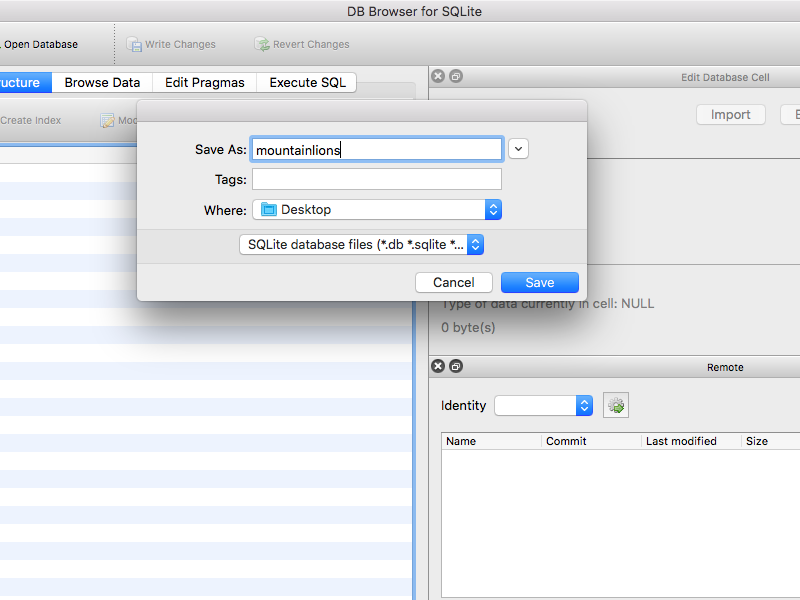 DB Browser for SQLite
Open Database
Write Changes
Revert Changes
ucture
Browse Data
Edit Pragmas
Execute SQL
Edit Database Cell
Create Index
Import
Save As: mountainlions
Tags:
Where: Desktop
SQLite database files (*.db *.sqlite *...
Cancel
Save
Type of data currently in cell: NULL
0 byte(s)
Remote
Identity
Name
Commit
Last modified
Size